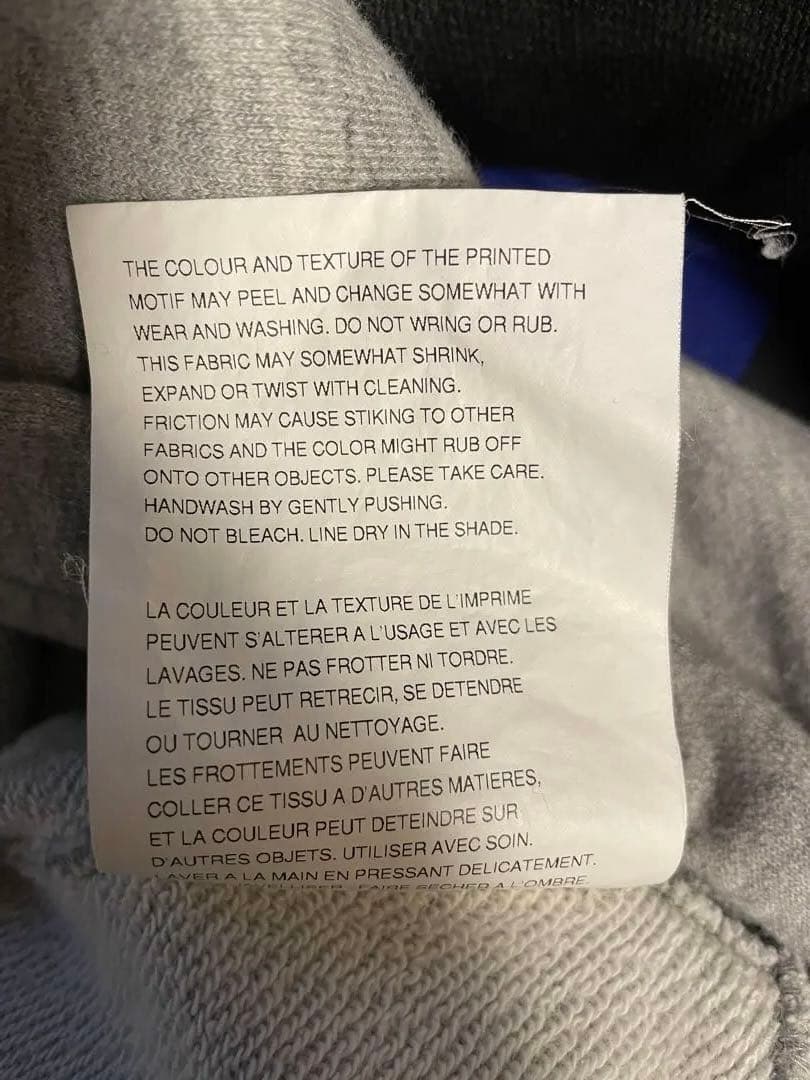 THE COLOUR AND TEXTURE OF THE PRINTED
MOTIF MAY PEEL AND CHANGE SOMEWHAT WITH
WEAR AND WASHING. DO NOT WRING OR RUB.
THIS FABRIC MAY SOMEWHAT SHRINK,
EXPAND OR TWIST WITH CLEANING.
FRICTION MAY CAUSE STIKING TO OTHER
FABRICS AND THE COLOR MIGHT RUB OFF
ONTO OTHER OBJECTS. PLEASE TAKE CARE.
HANDWASH BY GENTLY PUSHING.
DO NOT BLEACH. LINE DRY IN THE SHADE.
LA COULEUR ET LA TEXTURE DE L'IMPRIME
PEUVENT S'ALTERER A L'USAGE ET AVEC LES
LAVAGES. NE PAS FROTTER NI TORDRE.
LE TISSU PEUT RETRECIR, SE DETENDRE
OU TOURNER AU NETTOYAGE.
LES FROTTEMENTS PEUVENT FAIRE
COLLER CE TISSU A D'AUTRES MATIERES,
ET LA COULEUR PEUT DETEINDRE SUR
D'AUTRES OBJETS. UTILISER AVEC SOIN.
LAVER A LA MAIN EN PRESSANT DELICATEMENT.
FAIRE SECHER A L'OMBRE.